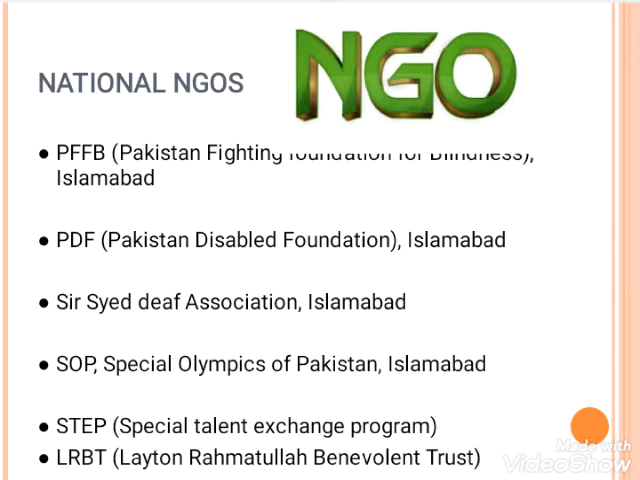 NGO
NATIONAL NGOS
● PFFB (Pakistan Fighting foundation for Blindness),
Islamabad
● PDF (Pakistan Disabled Foundation), Islamabad
● Sir Syed deaf Association, Islamabad
● SOP, Special Olympics of Pakistan, Islamabad
● STEP (Special talent exchange program)
● LRBT (Layton Rahmatullah Benevolent Trust)
Made with
VideoShow